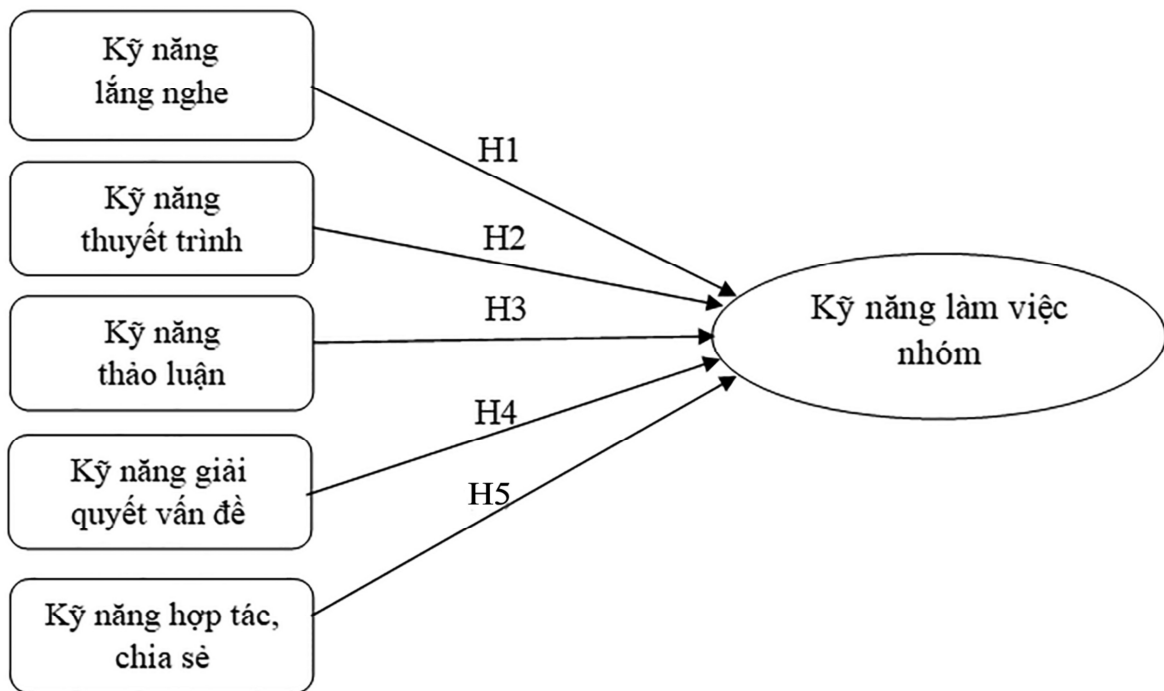 Kỹ năng
lắng nghe
H1
Kỹ năng
thuyết trình
H2
Kỹ năng
thảo luận
H3
Kỹ năng giải
quyết vấn đề
H4
Kỹ năng hợp tác,
chia sẻ
H5
Kỹ năng làm việc
nhóm